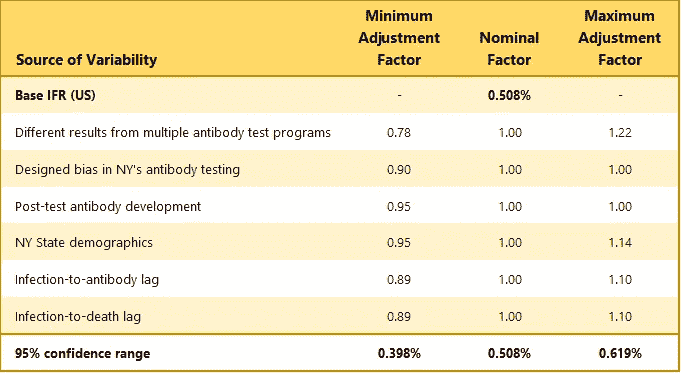 Source of Variability Minimum Adjustment Factor Nominal Factor Maximum Adjustment Factor
Base IFR (US) - 0.508% -
Different results from multiple antibody test programs 0.78 1.00 1.22
Designed bias in NY's antibody testing 0.90 1.00 1.00
Post-test antibody development 0.95 1.00 1.00
NY State demographics 0.95 1.00 1.14
Infection-to-antibody lag 0.89 1.00 1.10
Infection-to-death lag 0.89 1.00 1.10
95% confidence range 0.398% 0.508% 0.619%